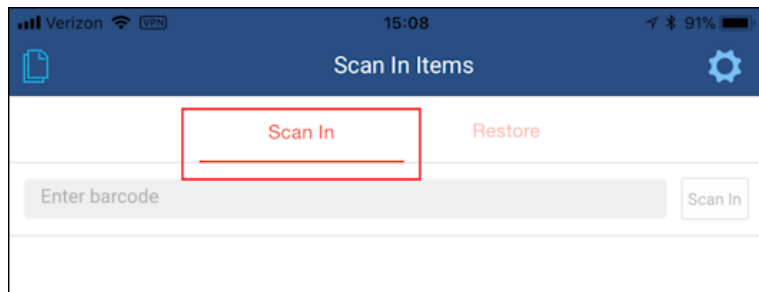 Verizon VPN 15:08 91%
Scan In Items
Scan In Restore
Enter barcode Scan In